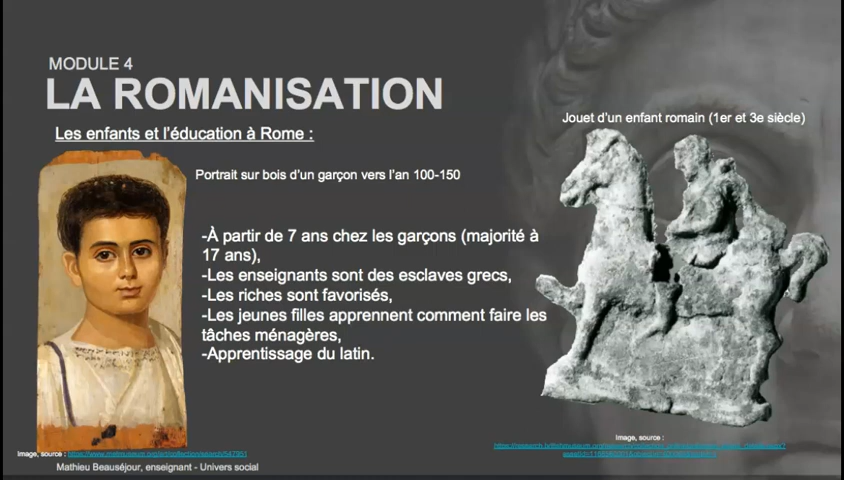 MODULE 4
LA ROMANISATION
Les enfants et l'éducation à Rome :
Jouet d'un enfant romain (1er et 3e siècle)
Portrait sur bois d'un garçon vers l'an 100-150
-À partir de 7 ans chez les garçons (majorité à
17 ans),
-Les enseignants sont des esclaves grecs,
-Les riches sont favorisés,
-Les jeunes filles apprennent comment faire les
tâches ménagères,
-Apprentissage du latin.
Image, source :
Image, source :
Mathieu Beauséjour, enseignant - Univers social